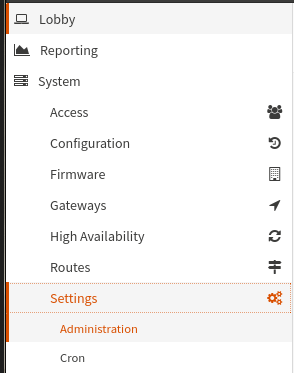 Lobby
Reporting
System
Access
Configuration
Firmware
Gateways
High Availability
Routes
Settings
Administration
Cron